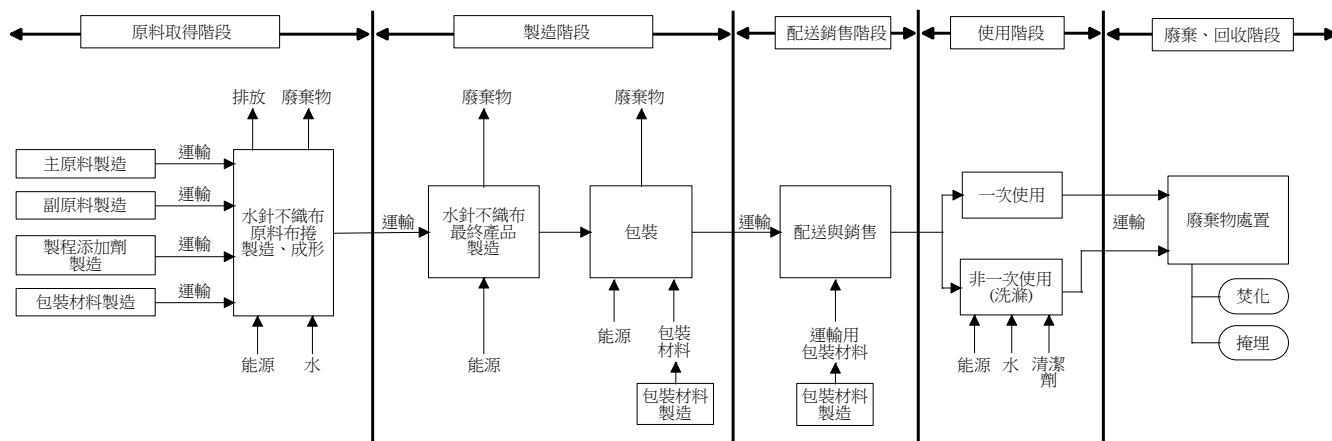 原料取得階段
製造階段
配送銷售階段
使用階段
廢棄、回收階段
排放
廢棄物
主原料製造
運輸
副原料製造
運輸
製程添加劑
製造
運輸
包裝材料製造
運輸
水針不織布
原料布捲
製造、成形
能源
水
運輸
廢棄物
水針不織布
最終產品
製造
能源
廢棄物
包裝
能源
包裝
材料
包裝材料
製造
運輸
配送與銷售
運輸用
包裝材料
包裝材料
製造
一次使用
非一次使用
(洗滌)
能源
水
清潔
劑
運輸
廢棄物處置
焚化
掩埋